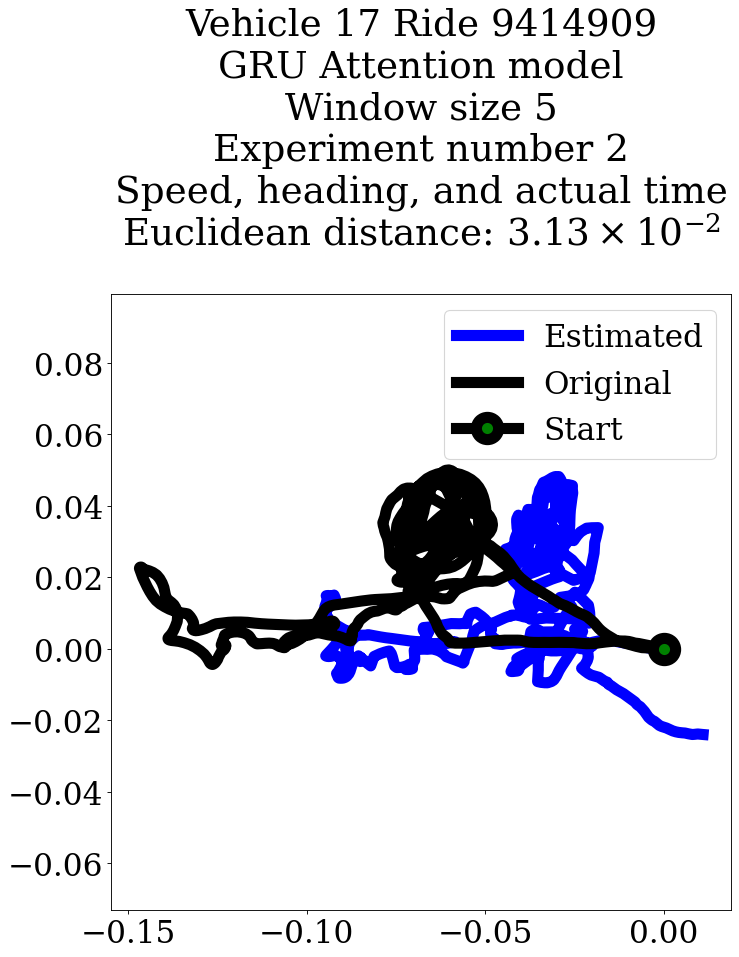 Vehicle 17 Ride 9414909
GRU Attention model
Window size 5
Experiment number 2
Speed, heading, and actual time
Euclidean distance: 3.13 × 10⁻²
Estimated
Original
Start
0.08
0.06
0.04
0.02
0.00
−0.02
−0.04
−0.06
−0.15 −0.10 −0.05 0.00